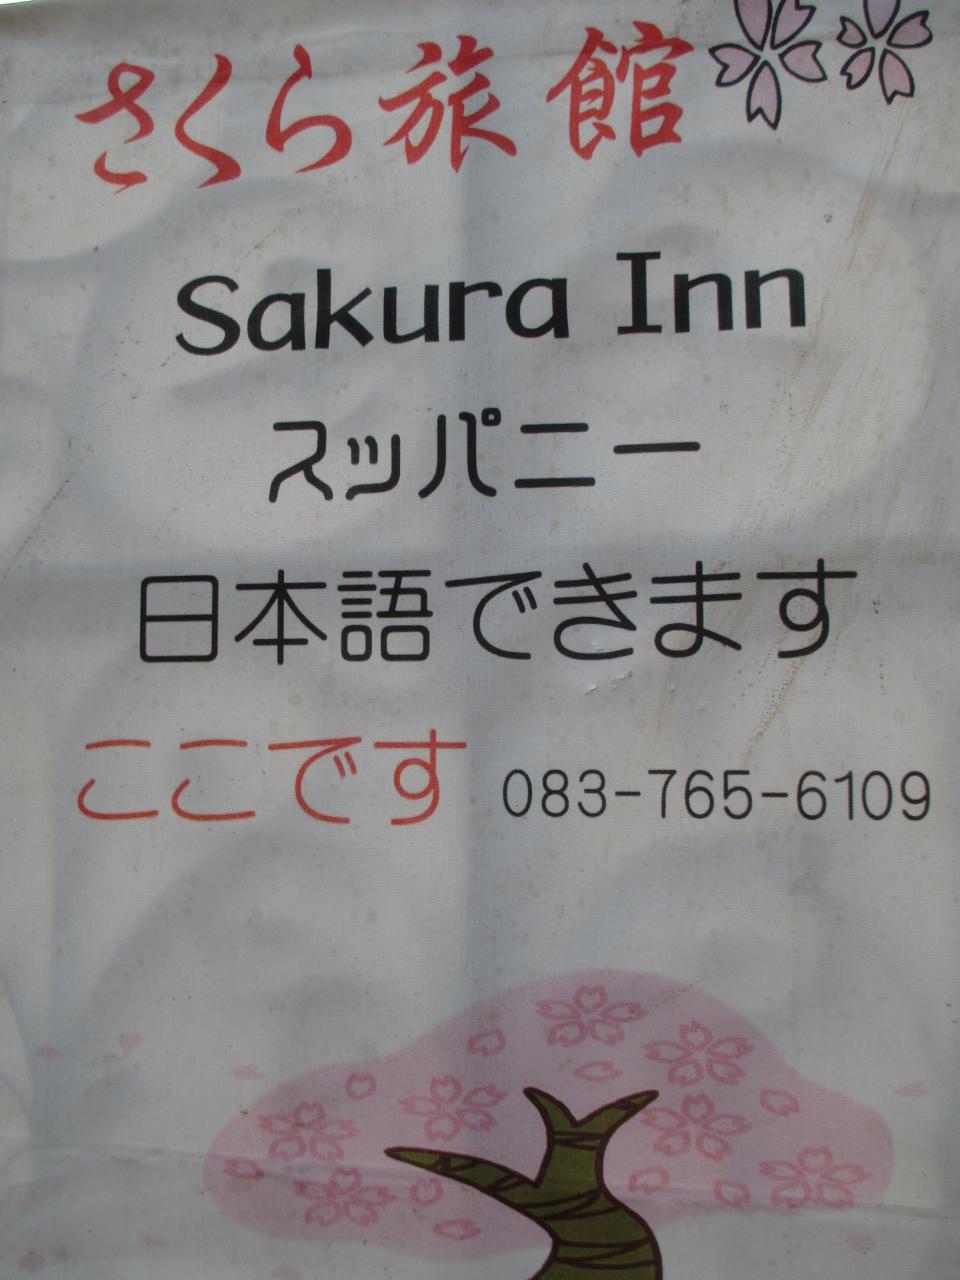 さくら旅館
Sakura Inn
スッパニー
日本語できます
ここです 083-765-6109